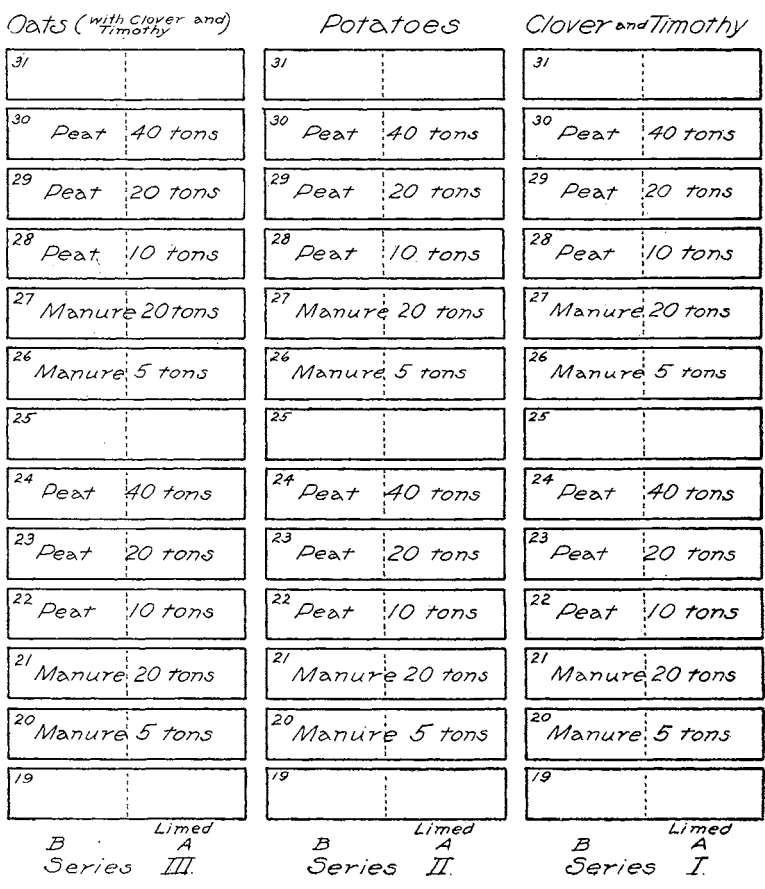 Oats (with Clover and Timothy) Potatoes Clover and Timothy
31 31 31
30 Peat 40 tons 30 Peat 40 tons 30 Peat 40 tons
29 Peat 20 tons 29 Peat 20 tons 29 Peat 20 tons
28 Peat 10 tons 28 Peat 10 tons 28 Peat 10 tons
27 Manure 20 tons 27 Manure 20 tons 27 Manure 20 tons
26 Manure 5 tons 26 Manure 5 tons 26 Manure 5 tons
25 25 25
24 Peat 40 tons 24 Peat 40 tons 24 Peat 40 tons
23 Peat 20 tons 23 Peat 20 tons 23 Peat 20 tons
22 Peat 10 tons 22 Peat 10 tons 22 Peat 10 tons
21 Manure 20 tons 21 Manure 20 tons 21 Manure 20 tons
20 Manure 5 tons 20 Manure 5 tons 20 Manure 5 tons
19 19 19
Limed Limed Limed
B A B A B A
Series III. Series II. Series I.